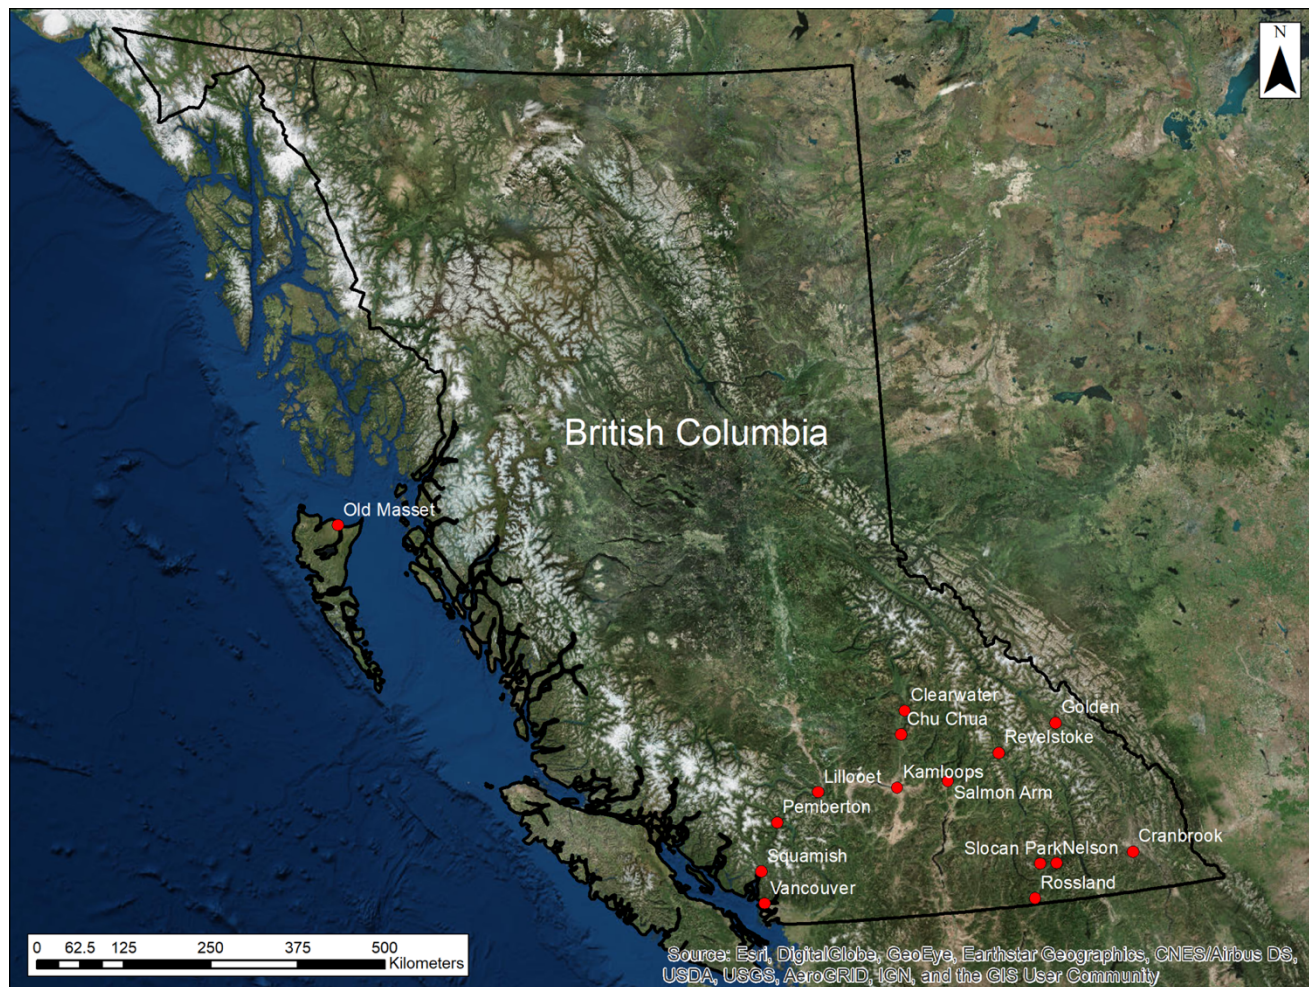 N
British Columbia
Old Masset
Clearwater
Chu Chua
Golden
Revelstoke
Lillooet
Kamloops
Salmon Arm
Pemberton
Squamish
Vancouver
Slocan Park
Nelson
Cranbrook
Rossland
0 62.5 125 250 375 500
Kilometers
Source: Esri, DigitalGlobe, GeoEye, Earthstar Geographics, CNES/Airbus DS,
USDA, USGS, AeroGRID, IGN, and the GIS User Community